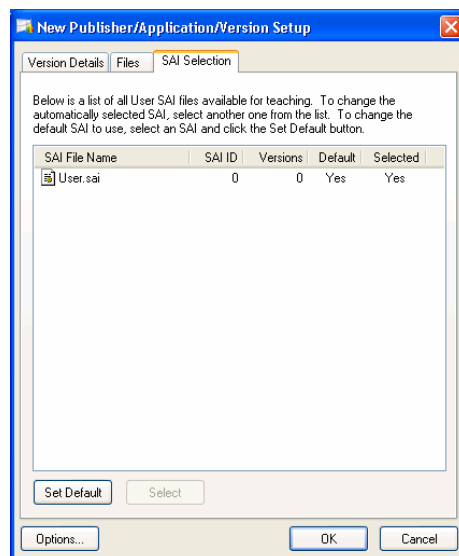 New Publisher/Application/Version Setup
Version Details Files SAI Selection
Below is a list of all User SAI files available for teaching. To change the
automatically selected SAI, select another one from the list. To change the
default SAI to use, select an SAI and click the Set Default button.
SAI File Name SAI ID Versions Default Selected
User.sai 0 0 Yes Yes
Set Default Select
Options... OK Cancel